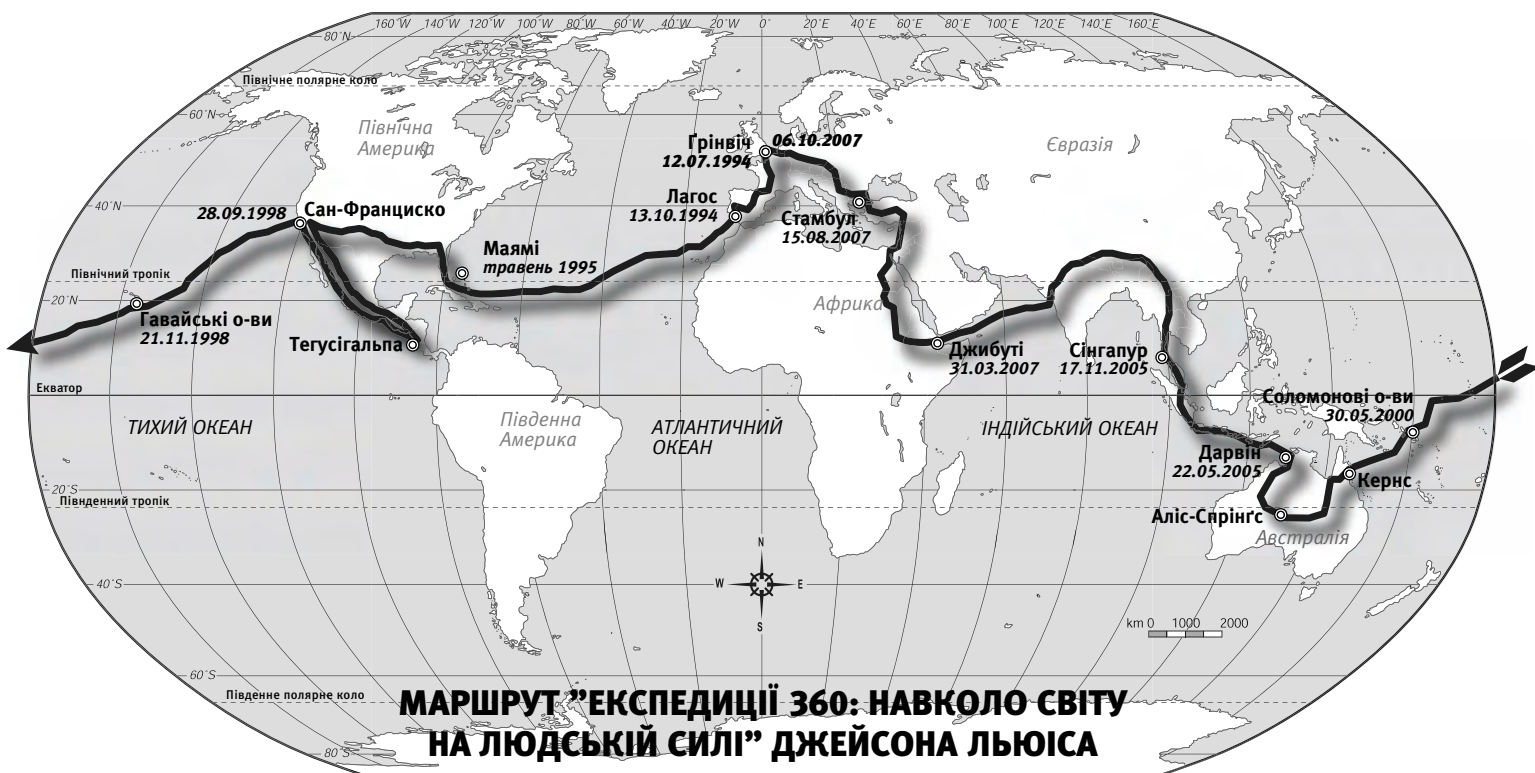 160°W 140°W 120°W 100°W 80°W 60°W 40°W 20°W 0° 20°E 40°E 60°E 80°E 100°E 120°E 140°E 160°E
80°N
Північне полярне коло
60°N
Північна
Америка
Євразія
Грінвіч
12.07.1994
06.10.2007
40°N
Лагос
13.10.1994
28.09.1998
Сан-Франциско
Стамбул
15.08.2007
Маямі
травень 1995
Північний тропік
20°N
Африка
Гавайські о-ви
21.11.1998
Тегусігальпа
Джибуті
31.03.2007
Сінгапур
17.11.2005
Екватор
Соломонові о-ви
30.05.2000
ТИХИЙ ОКЕАН
Південна
Америка
АТЛАНТИЧНИЙ
ОКЕАН
ІНДІЙСЬКИЙ ОКЕАН
Дарвін
22.05.2005
Кернс
20°S
Південний тропік
Аліс-Спрінґс
Австралія
N
W E
S
40°S
km 0 1000 2000
60°S
Південне полярне коло
МАРШРУТ ”ЕКСПЕДИЦІЇ 360: НАВКОЛО СВІТУ
НА ЛЮДСЬКІЙ СИЛІ” ДЖЕЙСОНА ЛЬЮІСА
80°S